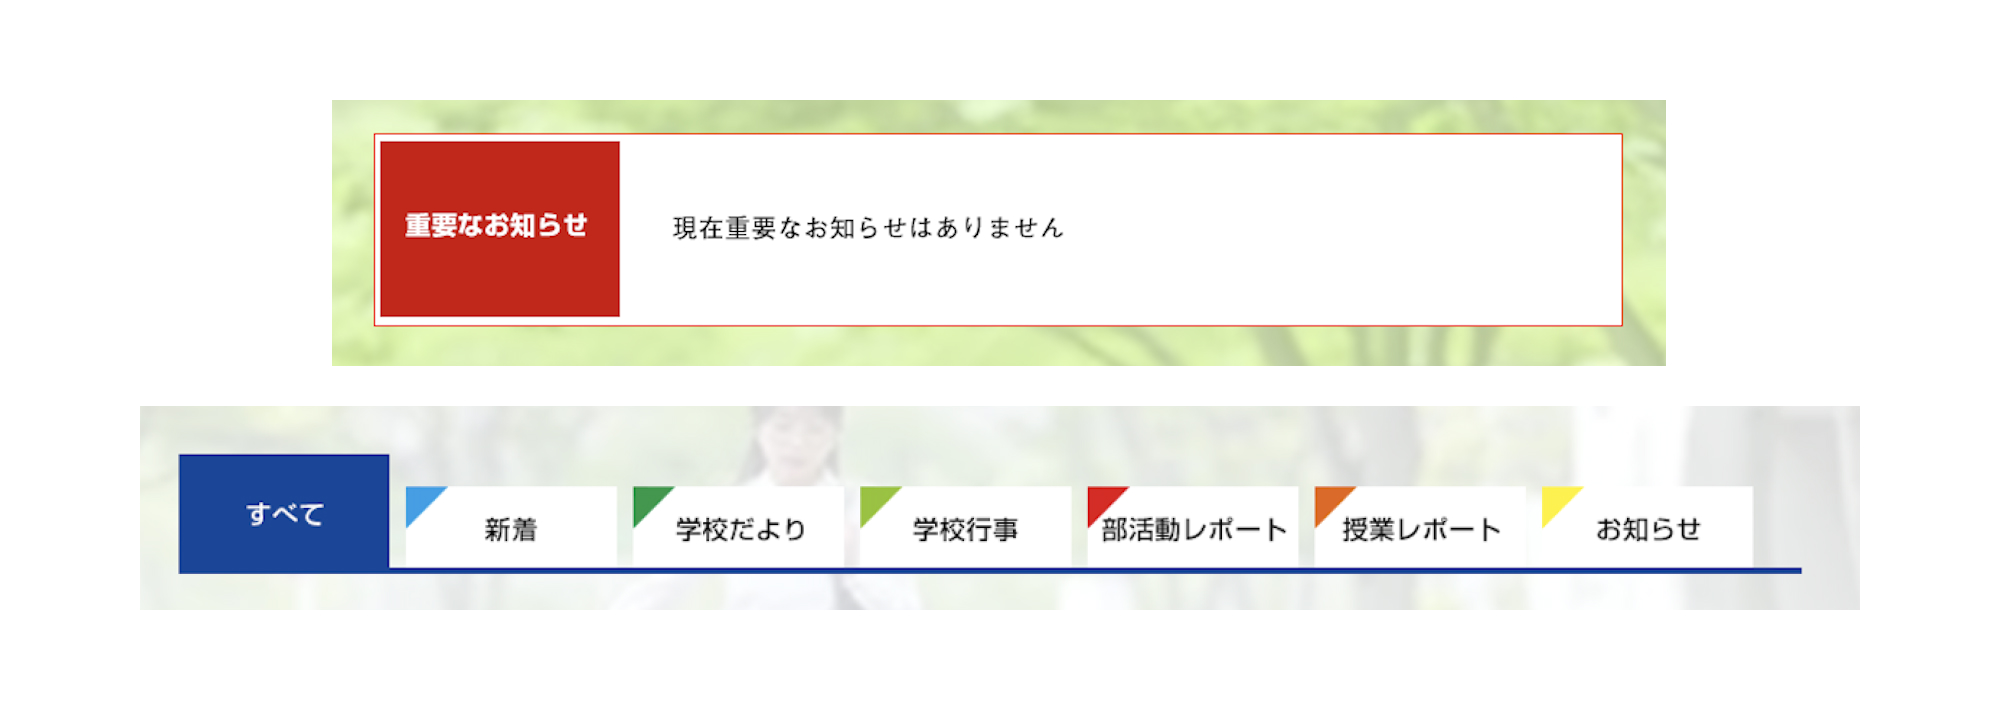 重要なお知らせ
現在重要なお知らせはありません
すべて
新着
学校だより
学校行事
部活動レポート
授業レポート
お知らせ